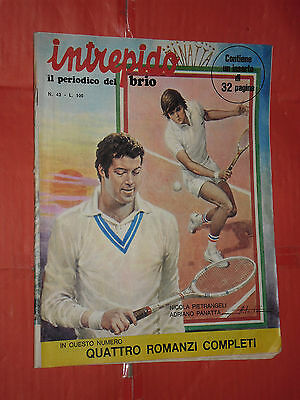 intrepido
il periodico del brio
N. 43 - L. 100
Contiene
un inserto
di
32 pagine
NICOLA PIETRANGELI
ADRIANO PANATTA
IN QUESTO NUMERO
QUATTRO ROMANZI COMPLETI